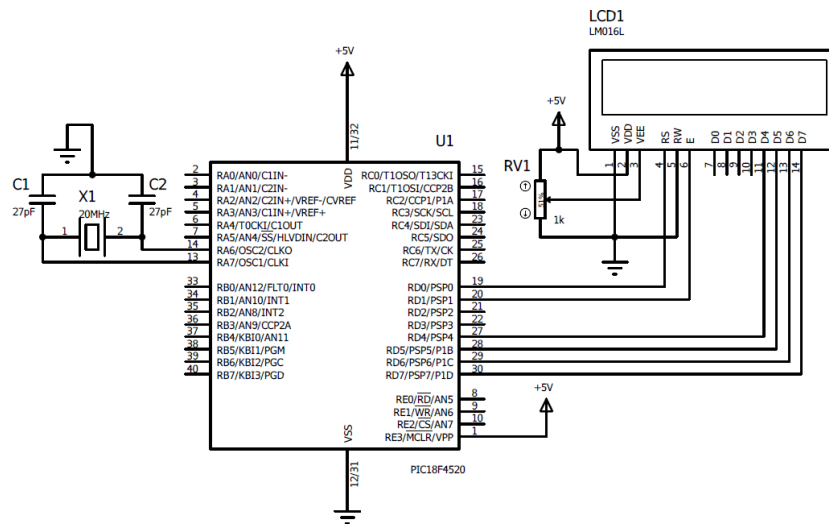 LCD1
LM016L
+5V
11/32
VDD
U1
+5V
VSS
VDD
VEE
RS
RW
E
D0
D1
D2
D3
D4
D5
D6
D7
1
2
3
4
5
6
7
8
9
10
11
12
13
14
RV1
51%
1k
C1
27pF
X1
20MHz
1
2
C2
27pF
2 RA0/AN0/C1IN-
3 RA1/AN1/C2IN-
4 RA2/AN2/C2IN+/VREF-/CVREF
5 RA3/AN3/C1IN+/VREF+
6 RA4/T0CKI/C1OUT
7 RA5/AN4/SS/HLVDIN/C2OUT
14 RA6/OSC2/CLKO
13 RA7/OSC1/CLKI
33 RB0/AN12/FLT0/INT0
34 RB1/AN10/INT1
35 RB2/AN8/INT2
36 RB3/AN9/CCP2A
37 RB4/KBI0/AN11
38 RB5/KBI1/PGM
39 RB6/KBI2/PGC
40 RB7/KBI3/PGD
RC0/T1OSO/T13CKI 15
RC1/T1OSI/CCP2B 16
RC2/CCP1/P1A 17
RC3/SCK/SCL 18
RC4/SDI/SDA 23
RC5/SDO 24
RC6/TX/CK 25
RC7/RX/DT 26
RD0/PSP0 19
RD1/PSP1 20
RD2/PSP2 21
RD3/PSP3 22
RD4/PSP4 27
RD5/PSP5/P1B 28
RD6/PSP6/P1C 29
RD7/PSP7/P1D 30
RE0/RD/AN5 8
RE1/WR/AN6 9
RE2/CS/AN7 10
RE3/MCLR/VPP 1
+5V
VSS
12/31
PIC18F4520